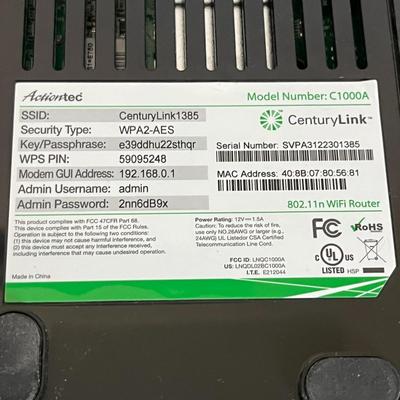 Actiontec
Model Number: C1000A
SSID: CenturyLink1385
Security Type: WPA2-AES
Key/Passphrase: e39ddhu22sthqr
WPS PIN: 59095248
Modem GUI Address: 192.168.0.1
Admin Username: admin
Admin Password: 2nn6dB9x
CenturyLink™
Serial Number: SVPA3122301385
MAC Address: 40:8B:07:80:56:81
802.11n WiFi Router
This product complies with FCC 47CFR Part 68.
This device complies with Part 15 of the FCC Rules.
Operation is subject to the following two conditions:
(1) this device may not cause harmful interference, and
(2) this device must accept any interference received,
including interference that may cause undesired operation.
Made in China
Power Rating: 12V⎓1.5A
Caution: To reduce the risk of fire,
use only NO.26AWG or larger (e.g.,
24AWG) UL Listedor CSA Certified
Telecommunication Line Cord.
FCC ID: LNQC1000A
US: LNQDL02BC1000A
I.T.E. E212044
FC
RoHS
C UL US
LISTED HSP